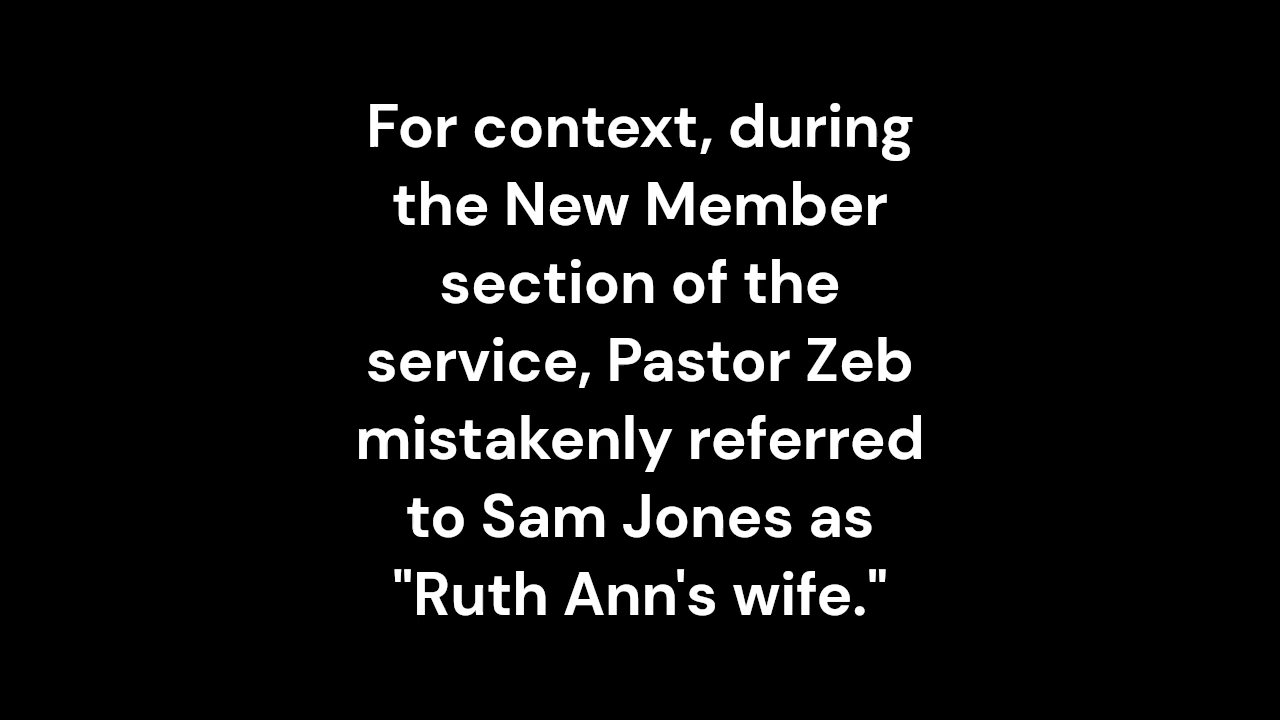 For context, during
the New Member
section of the
service, Pastor Zeb
mistakenly referred
to Sam Jones as
"Ruth Ann's wife."